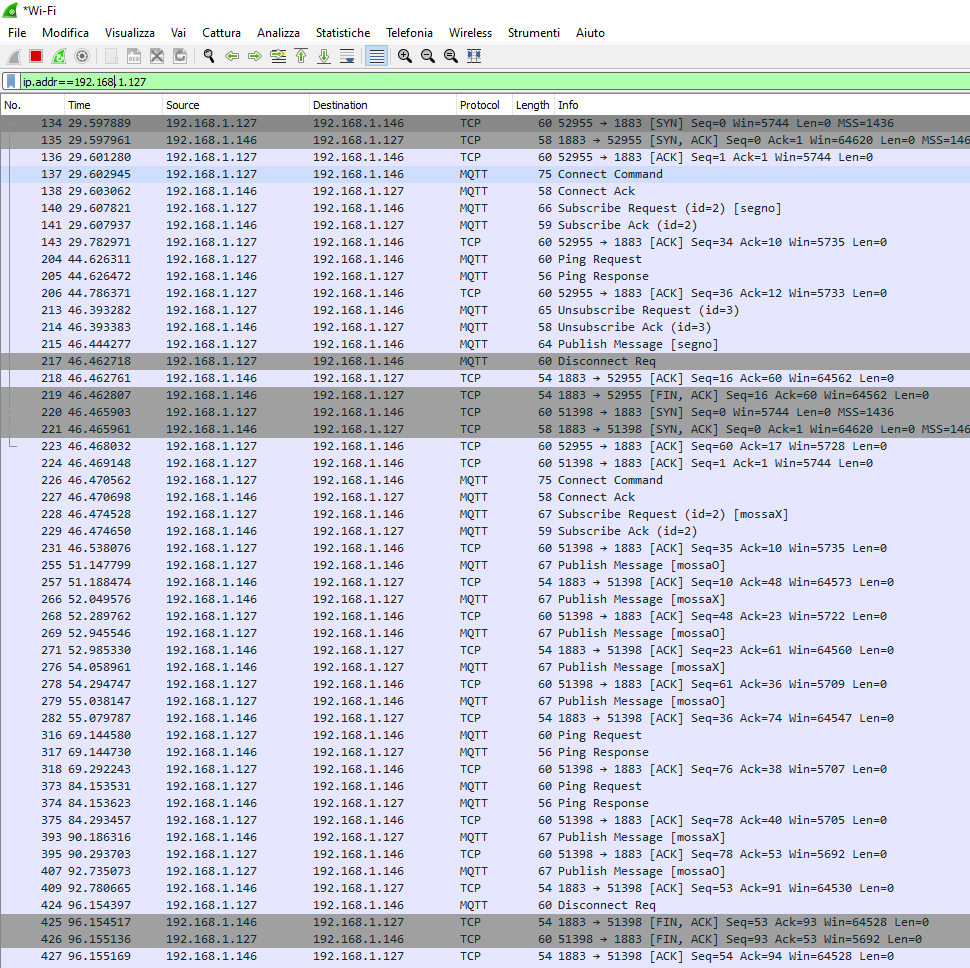 *Wi-Fi
File Modifica Visualizza Vai Cattura Analizza Statistiche Telefonia Wireless Strumenti Aiuto
ip.addr==192.168.1.127
No. Time Source Destination Protocol Length Info
134 29.597889 192.168.1.127 192.168.1.146 TCP 60 52955 → 1883 [SYN] Seq=0 Win=5744 Len=0 MSS=1436
135 29.597961 192.168.1.146 192.168.1.127 TCP 58 1883 → 52955 [SYN, ACK] Seq=0 Ack=1 Win=64620 Len=0 MSS=146
136 29.601280 192.168.1.127 192.168.1.146 TCP 60 52955 → 1883 [ACK] Seq=1 Ack=1 Win=5744 Len=0
137 29.602945 192.168.1.127 192.168.1.146 MQTT 75 Connect Command
138 29.603062 192.168.1.146 192.168.1.127 MQTT 58 Connect Ack
140 29.607821 192.168.1.127 192.168.1.146 MQTT 66 Subscribe Request (id=2) [segno]
141 29.607937 192.168.1.146 192.168.1.127 MQTT 59 Subscribe Ack (id=2)
143 29.782971 192.168.1.127 192.168.1.146 TCP 60 52955 → 1883 [ACK] Seq=34 Ack=10 Win=5735 Len=0
204 44.626311 192.168.1.127 192.168.1.146 MQTT 60 Ping Request
205 44.626472 192.168.1.146 192.168.1.127 MQTT 56 Ping Response
206 44.786371 192.168.1.127 192.168.1.146 TCP 60 52955 → 1883 [ACK] Seq=36 Ack=12 Win=5733 Len=0
213 46.393282 192.168.1.127 192.168.1.146 MQTT 65 Unsubscribe Request (id=3)
214 46.393383 192.168.1.146 192.168.1.127 MQTT 58 Unsubscribe Ack (id=3)
215 46.444277 192.168.1.127 192.168.1.146 MQTT 64 Publish Message [segno]
217 46.462718 192.168.1.127 192.168.1.146 MQTT 60 Disconnect Req
218 46.462761 192.168.1.146 192.168.1.127 TCP 54 1883 → 52955 [ACK] Seq=16 Ack=60 Win=64562 Len=0
219 46.462807 192.168.1.146 192.168.1.127 TCP 54 1883 → 52955 [FIN, ACK] Seq=16 Ack=60 Win=64562 Len=0
220 46.465903 192.168.1.127 192.168.1.146 TCP 60 51398 → 1883 [SYN] Seq=0 Win=5744 Len=0 MSS=1436
221 46.465961 192.168.1.146 192.168.1.127 TCP 58 1883 → 51398 [SYN, ACK] Seq=0 Ack=1 Win=64620 Len=0 MSS=146
223 46.468032 192.168.1.127 192.168.1.146 TCP 60 52955 → 1883 [ACK] Seq=60 Ack=17 Win=5728 Len=0
224 46.469148 192.168.1.127 192.168.1.146 TCP 60 51398 → 1883 [ACK] Seq=1 Ack=1 Win=5744 Len=0
226 46.470562 192.168.1.127 192.168.1.146 MQTT 75 Connect Command
227 46.470698 192.168.1.146 192.168.1.127 MQTT 58 Connect Ack
228 46.474528 192.168.1.127 192.168.1.146 MQTT 67 Subscribe Request (id=2) [mossaX]
229 46.474650 192.168.1.146 192.168.1.127 MQTT 59 Subscribe Ack (id=2)
231 46.538076 192.168.1.127 192.168.1.146 TCP 60 51398 → 1883 [ACK] Seq=35 Ack=10 Win=5735 Len=0
255 51.147799 192.168.1.127 192.168.1.146 MQTT 67 Publish Message [mossaO]
257 51.188474 192.168.1.146 192.168.1.127 TCP 54 1883 → 51398 [ACK] Seq=10 Ack=48 Win=64573 Len=0
266 52.049576 192.168.1.146 192.168.1.127 MQTT 67 Publish Message [mossaX]
268 52.289762 192.168.1.127 192.168.1.146 TCP 60 51398 → 1883 [ACK] Seq=48 Ack=23 Win=5722 Len=0
269 52.945546 192.168.1.127 192.168.1.146 MQTT 67 Publish Message [mossaO]
271 52.985330 192.168.1.146 192.168.1.127 TCP 54 1883 → 51398 [ACK] Seq=23 Ack=61 Win=64560 Len=0
276 54.058961 192.168.1.146 192.168.1.127 MQTT 67 Publish Message [mossaX]
278 54.294747 192.168.1.127 192.168.1.146 TCP 60 51398 → 1883 [ACK] Seq=61 Ack=36 Win=5709 Len=0
279 55.038147 192.168.1.127 192.168.1.146 MQTT 67 Publish Message [mossaO]
282 55.079787 192.168.1.146 192.168.1.127 TCP 54 1883 → 51398 [ACK] Seq=36 Ack=74 Win=64547 Len=0
316 69.144580 192.168.1.127 192.168.1.146 MQTT 60 Ping Request
317 69.144730 192.168.1.146 192.168.1.127 MQTT 56 Ping Response
318 69.292243 192.168.1.127 192.168.1.146 TCP 60 51398 → 1883 [ACK] Seq=76 Ack=38 Win=5707 Len=0
373 84.153531 192.168.1.127 192.168.1.146 MQTT 60 Ping Request
374 84.153623 192.168.1.146 192.168.1.127 MQTT 56 Ping Response
375 84.293457 192.168.1.127 192.168.1.146 TCP 60 51398 → 1883 [ACK] Seq=78 Ack=40 Win=5705 Len=0
393 90.186316 192.168.1.146 192.168.1.127 MQTT 67 Publish Message [mossaX]
395 90.293703 192.168.1.127 192.168.1.146 TCP 60 51398 → 1883 [ACK] Seq=78 Ack=53 Win=5692 Len=0
407 92.735073 192.168.1.127 192.168.1.146 MQTT 67 Publish Message [mossaO]
409 92.780665 192.168.1.146 192.168.1.127 TCP 54 1883 → 51398 [ACK] Seq=53 Ack=91 Win=64530 Len=0
424 96.154397 192.168.1.127 192.168.1.146 MQTT 60 Disconnect Req
425 96.154517 192.168.1.146 192.168.1.127 TCP 54 1883 → 51398 [FIN, ACK] Seq=53 Ack=93 Win=64528 Len=0
426 96.155136 192.168.1.127 192.168.1.146 TCP 60 51398 → 1883 [FIN, ACK] Seq=93 Ack=53 Win=5692 Len=0
427 96.155169 192.168.1.146 192.168.1.127 TCP 54 1883 → 51398 [ACK] Seq=54 Ack=94 Win=64528 Len=0